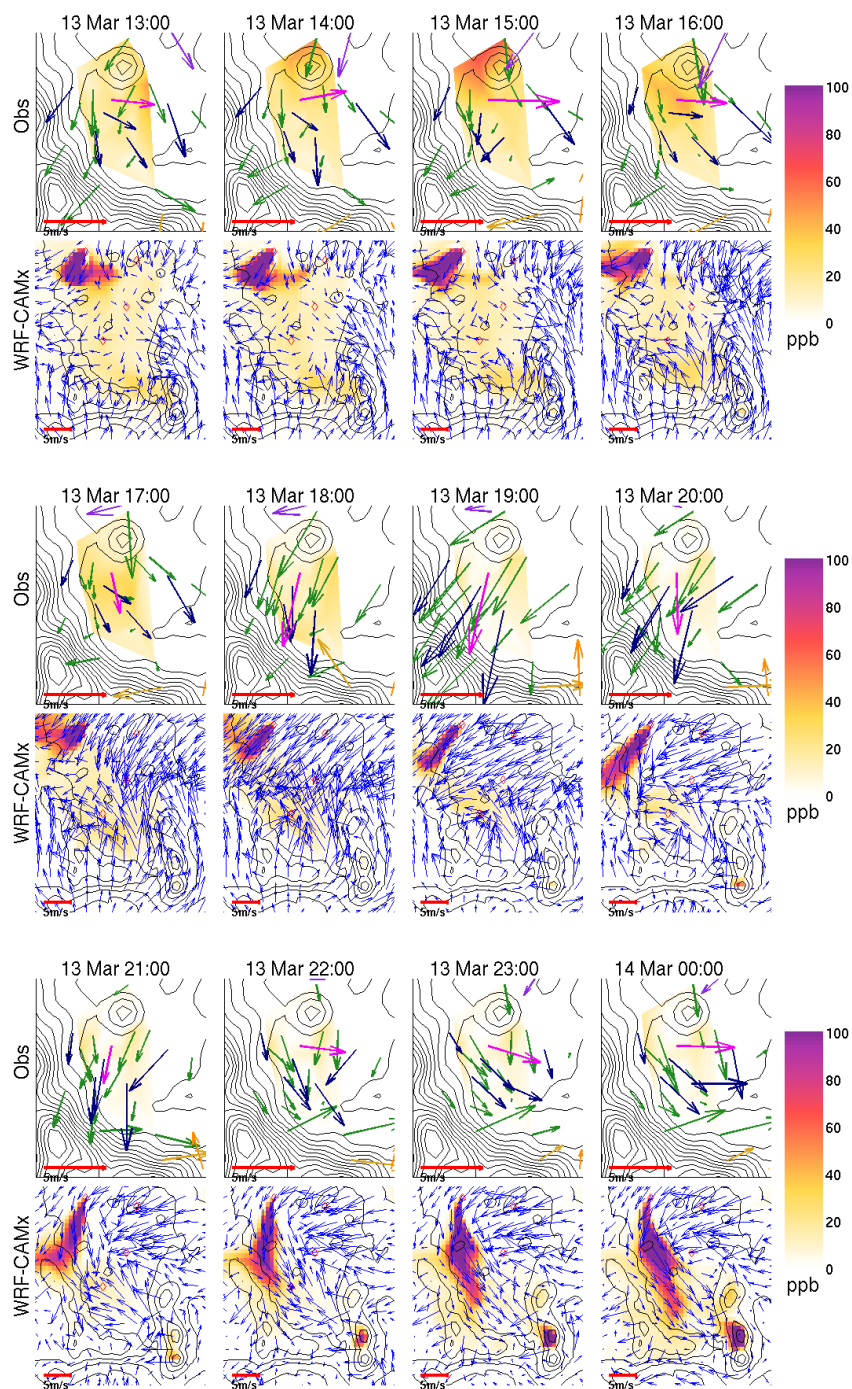 13 Mar 13:00 13 Mar 14:00 13 Mar 15:00 13 Mar 16:00
Obs
5m/s 5m/s 5m/s 5m/s
WRF-CAMx
5m/s 5m/s 5m/s 5m/s
100
80
60
40
20
0
ppb
13 Mar 17:00 13 Mar 18:00 13 Mar 19:00 13 Mar 20:00
Obs
5m/s 5m/s 5m/s 5m/s
WRF-CAMx
5m/s 5m/s 5m/s 5m/s
100
80
60
40
20
0
ppb
13 Mar 21:00 13 Mar 22:00 13 Mar 23:00 14 Mar 00:00
Obs
5m/s 5m/s 5m/s 5m/s
WRF-CAMx
5m/s 5m/s 5m/s 5m/s
100
80
60
40
20
0
ppb